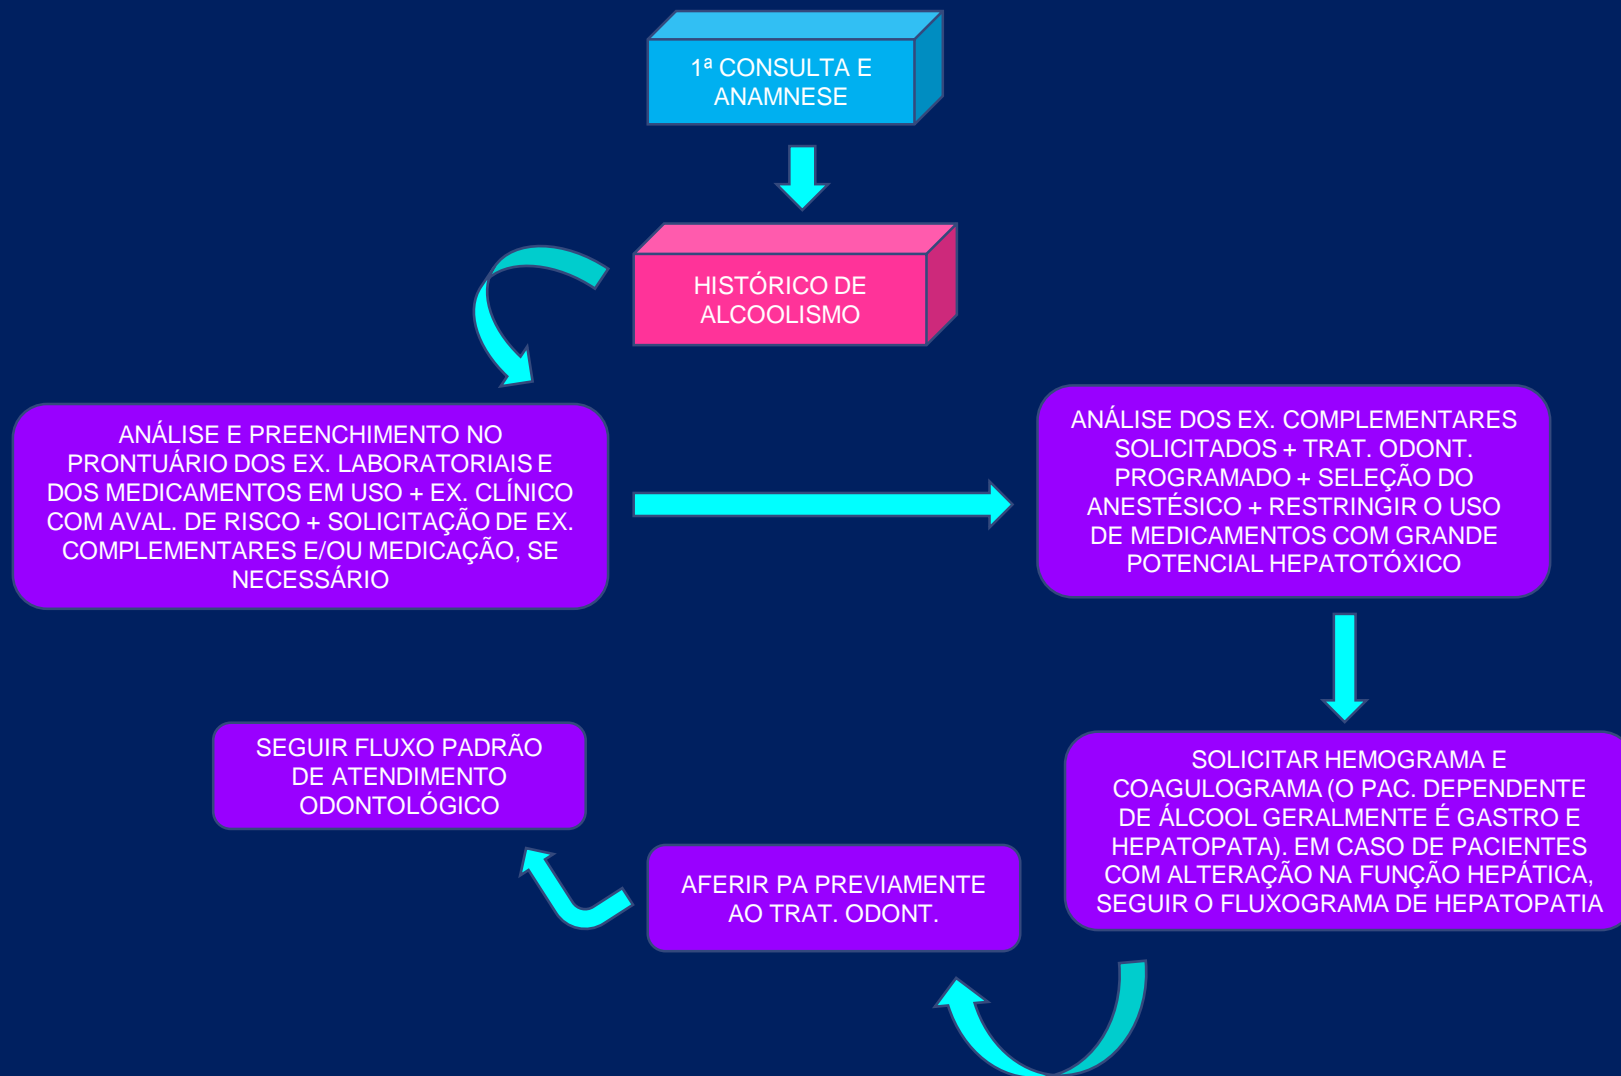 1ª CONSULTA E
ANAMNESE
HISTÓRICO DE
ALCOOLISMO
ANÁLISE E PREENCHIMENTO NO
PRONTUÁRIO DOS EX. LABORATORIAIS E
DOS MEDICAMENTOS EM USO + EX. CLÍNICO
COM AVAL. DE RISCO + SOLICITAÇÃO DE EX.
COMPLEMENTARES E/OU MEDICAÇÃO, SE
NECESSÁRIO
ANÁLISE DOS EX. COMPLEMENTARES
SOLICITADOS + TRAT. ODONT.
PROGRAMADO + SELEÇÃO DO
ANESTÉSICO + RESTRINGIR O USO
DE MEDICAMENTOS COM GRANDE
POTENCIAL HEPATOTÓXICO
SOLICITAR HEMOGRAMA E
COAGULOGRAMA (O PAC. DEPENDENTE
DE ÁLCOOL GERALMENTE É GASTRO E
HEPATOPATA). EM CASO DE PACIENTES
COM ALTERAÇÃO NA FUNÇÃO HEPÁTICA,
SEGUIR O FLUXOGRAMA DE HEPATOPATIA
AFERIR PA PREVIAMENTE
AO TRAT. ODONT.
SEGUIR FLUXO PADRÃO
DE ATENDIMENTO
ODONTOLÓGICO